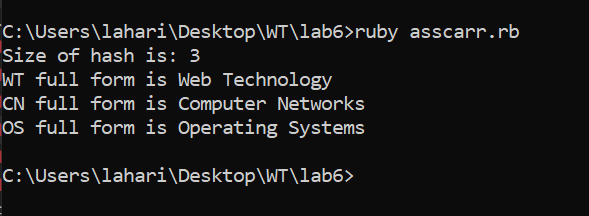 C:\Users\lahari\Desktop\WT\lab6>ruby asscarr.rb
Size of hash is: 3
WT full form is Web Technology
CN full form is Computer Networks
OS full form is Operating Systems
C:\Users\lahari\Desktop\WT\lab6>